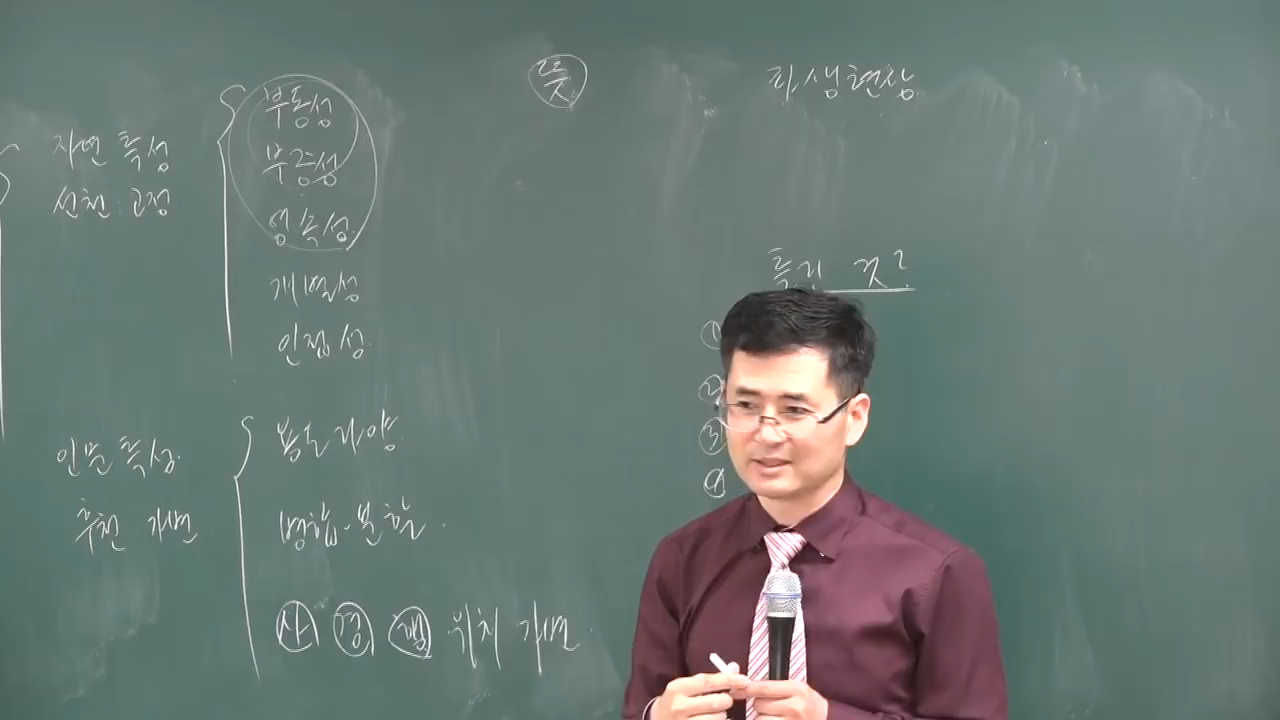 자연 특성
선천 고정
부동성
부증성
영속성
개별성
인접성
인문 특성
후천 가변
용도 다양
병합-분할
사 경 행 위치 가변
뜻
파생현상
특징 것?
①
②
③
④